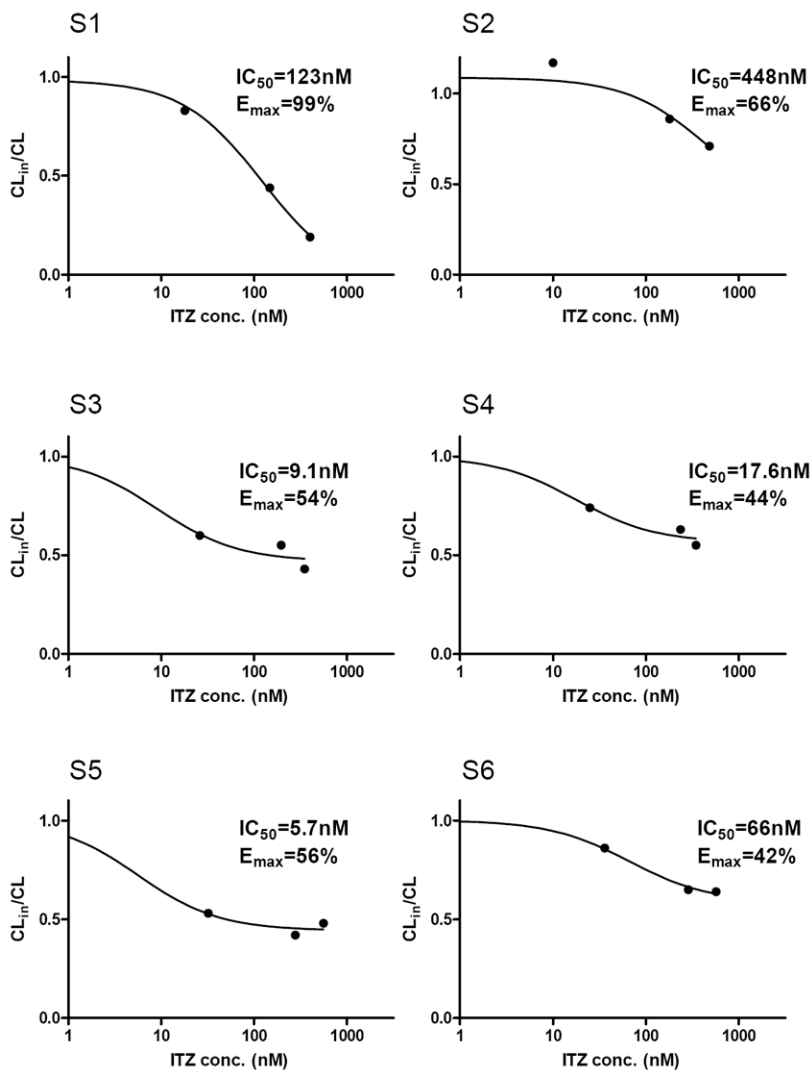 S1
IC50=123nM
Emax=99%
1.0
0.5
0.0
CLin/CL
1 10 100 1000
ITZ conc. (nM)
S2
IC50=448nM
Emax=66%
1.0
0.5
0.0
CLin/CL
1 10 100 1000
ITZ conc. (nM)
S3
IC50=9.1nM
Emax=54%
1.0
0.5
0.0
CLin/CL
1 10 100 1000
ITZ conc. (nM)
S4
IC50=17.6nM
Emax=44%
1.0
0.5
0.0
CLin/CL
1 10 100 1000
ITZ conc. (nM)
S5
IC50=5.7nM
Emax=56%
1.0
0.5
0.0
CLin/CL
1 10 100 1000
ITZ conc. (nM)
S6
IC50=66nM
Emax=42%
1.0
0.5
0.0
CLin/CL
1 10 100 1000
ITZ conc. (nM)